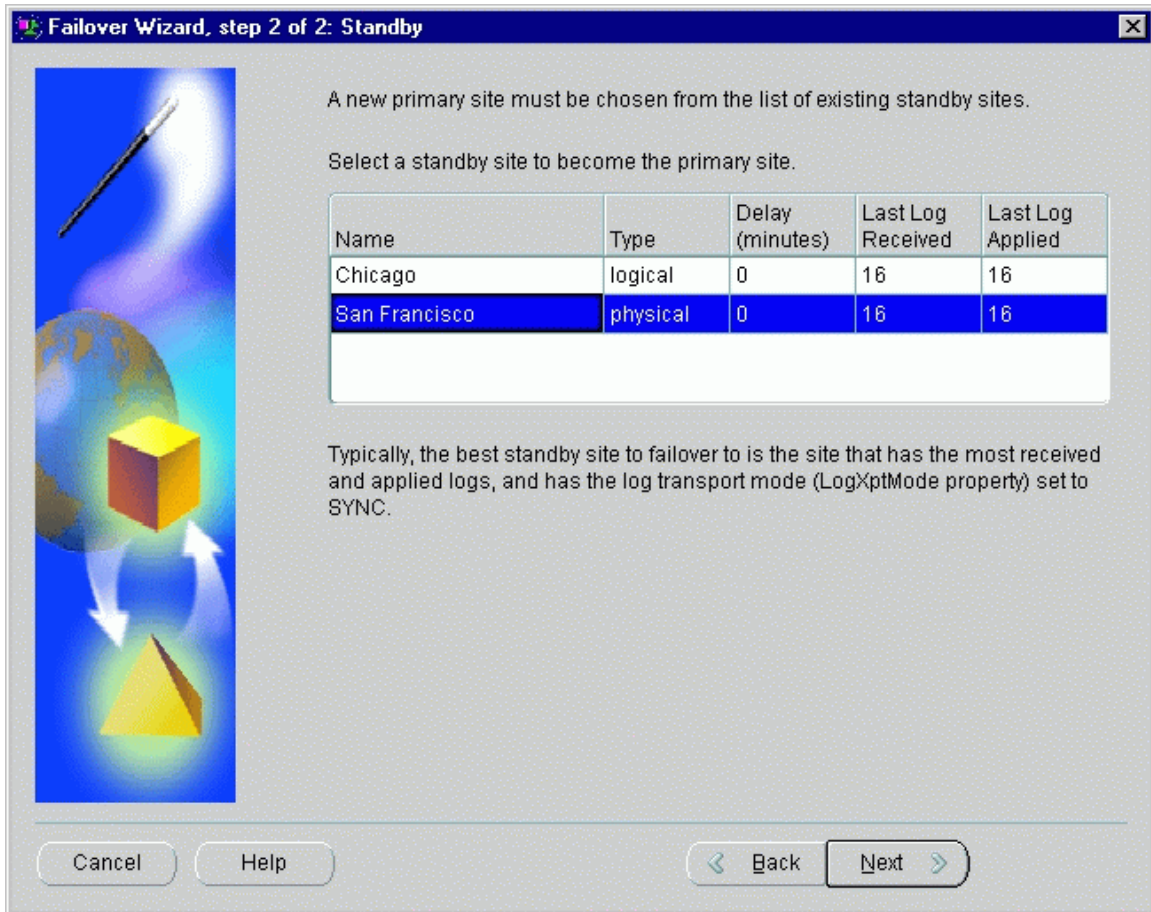 Failover Wizard, step 2 of 2: Standby
A new primary site must be chosen from the list of existing standby sites.
Select a standby site to become the primary site.
Name Type Delay (minutes) Last Log Received Last Log Applied
Chicago logical 0 16 16
San Francisco physical 0 16 16
Typically, the best standby site to failover to is the site that has the most received
and applied logs, and has the log transport mode (LogXptMode property) set to
SYNC.
Cancel Help Back Next